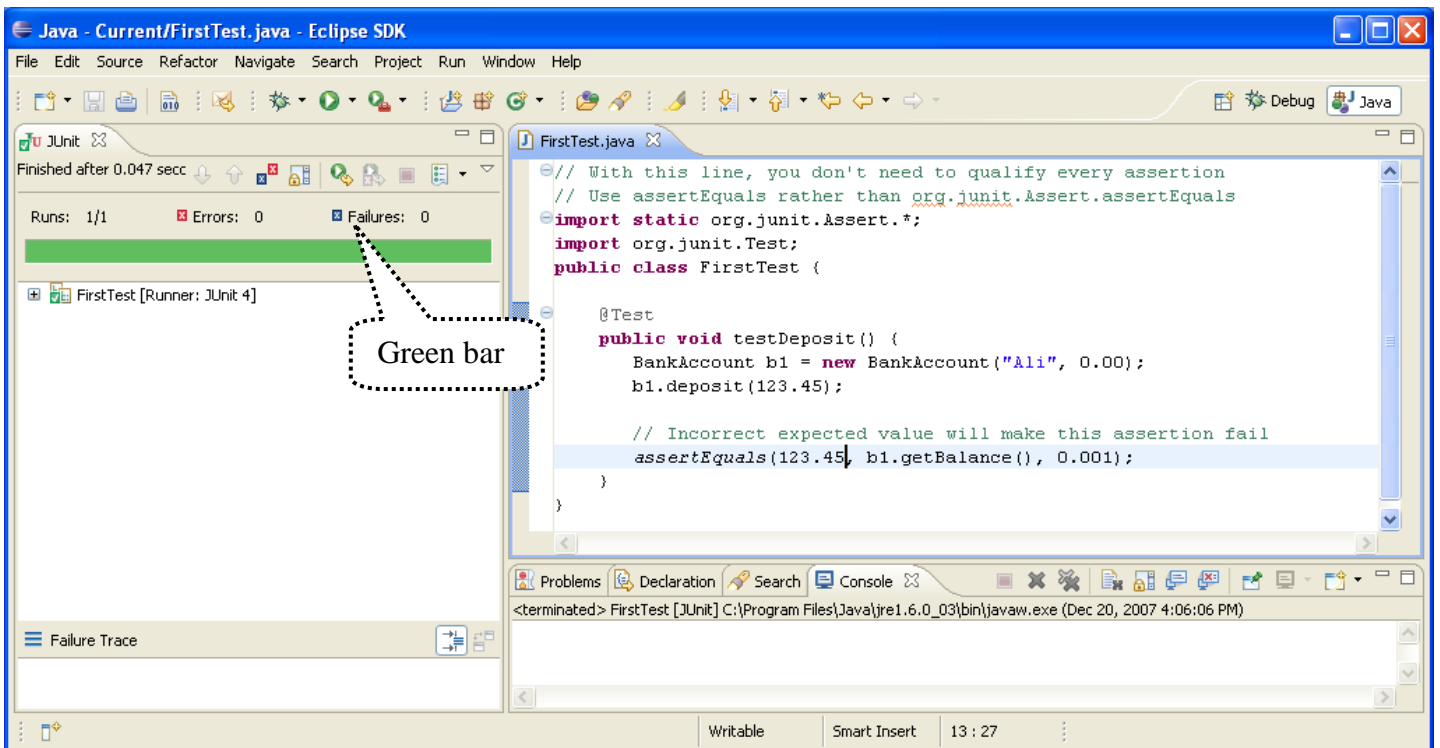 Java - Current/FirstTest.java - Eclipse SDK
File Edit Source Refactor Navigate Search Project Run Window Help
Debug Java
JUnit
Finished after 0.047 secc
Runs: 1/1 Errors: 0 Failures: 0
FirstTest [Runner: JUnit 4]
Green bar
Failure Trace
FirstTest.java
// With this line, you don't need to qualify every assertion
// Use assertEquals rather than org.junit.Assert.assertEquals
import static org.junit.Assert.*;
import org.junit.Test;
public class FirstTest {
@Test
public void testDeposit() {
BankAccount b1 = new BankAccount("Ali", 0.00);
b1.deposit(123.45);
// Incorrect expected value will make this assertion fail
assertEquals(123.45, b1.getBalance(), 0.001);
}
}
Problems Declaration Search Console
<terminated> FirstTest [JUnit] C:\Program Files\Java\jre1.6.0_03\bin\javaw.exe (Dec 20, 2007 4:06:06 PM)
Writable Smart Insert 13 : 27